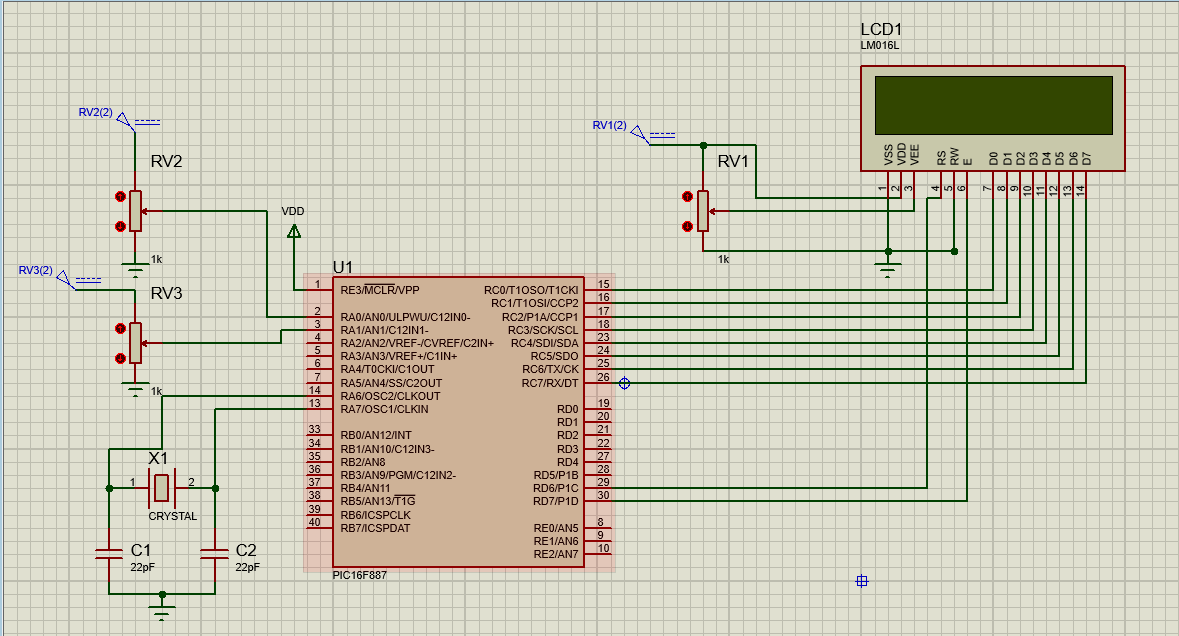 LCD1
LM016L
VSS
VDD
VEE
RS
RW
E
D0
D1
D2
D3
D4
D5
D6
D7
1
2
3
4
5
6
7
8
9
10
11
12
13
14
RV2(2)
RV2
1k
RV1(2)
RV1
1k
RV3(2)
RV3
1k
VDD
U1
1 RE3/MCLR/VPP
2 RA0/AN0/ULPWU/C12IN0-
3 RA1/AN1/C12IN1-
4 RA2/AN2/VREF-/CVREF/C2IN+
5 RA3/AN3/VREF+/C1IN+
6 RA4/T0CKI/C1OUT
7 RA5/AN4/SS/C2OUT
14 RA6/OSC2/CLKOUT
13 RA7/OSC1/CLKIN
33 RB0/AN12/INT
34 RB1/AN10/C12IN3-
35 RB2/AN8
36 RB3/AN9/PGM/C12IN2-
37 RB4/AN11
38 RB5/AN13/T1G
39 RB6/ICSPCLK
40 RB7/ICSPDAT
RC0/T1OSO/T1CKI 15
RC1/T1OSI/CCP2 16
RC2/P1A/CCP1 17
RC3/SCK/SCL 18
RC4/SDI/SDA 23
RC5/SDO 24
RC6/TX/CK 25
RC7/RX/DT 26
RD0 19
RD1 20
RD2 21
RD3 22
RD4 27
RD5/P1B 28
RD6/P1C 29
RD7/P1D 30
RE0/AN5 8
RE1/AN6 9
RE2/AN7 10
PIC16F887
X1
1 2
CRYSTAL
C1
22pF
C2
22pF